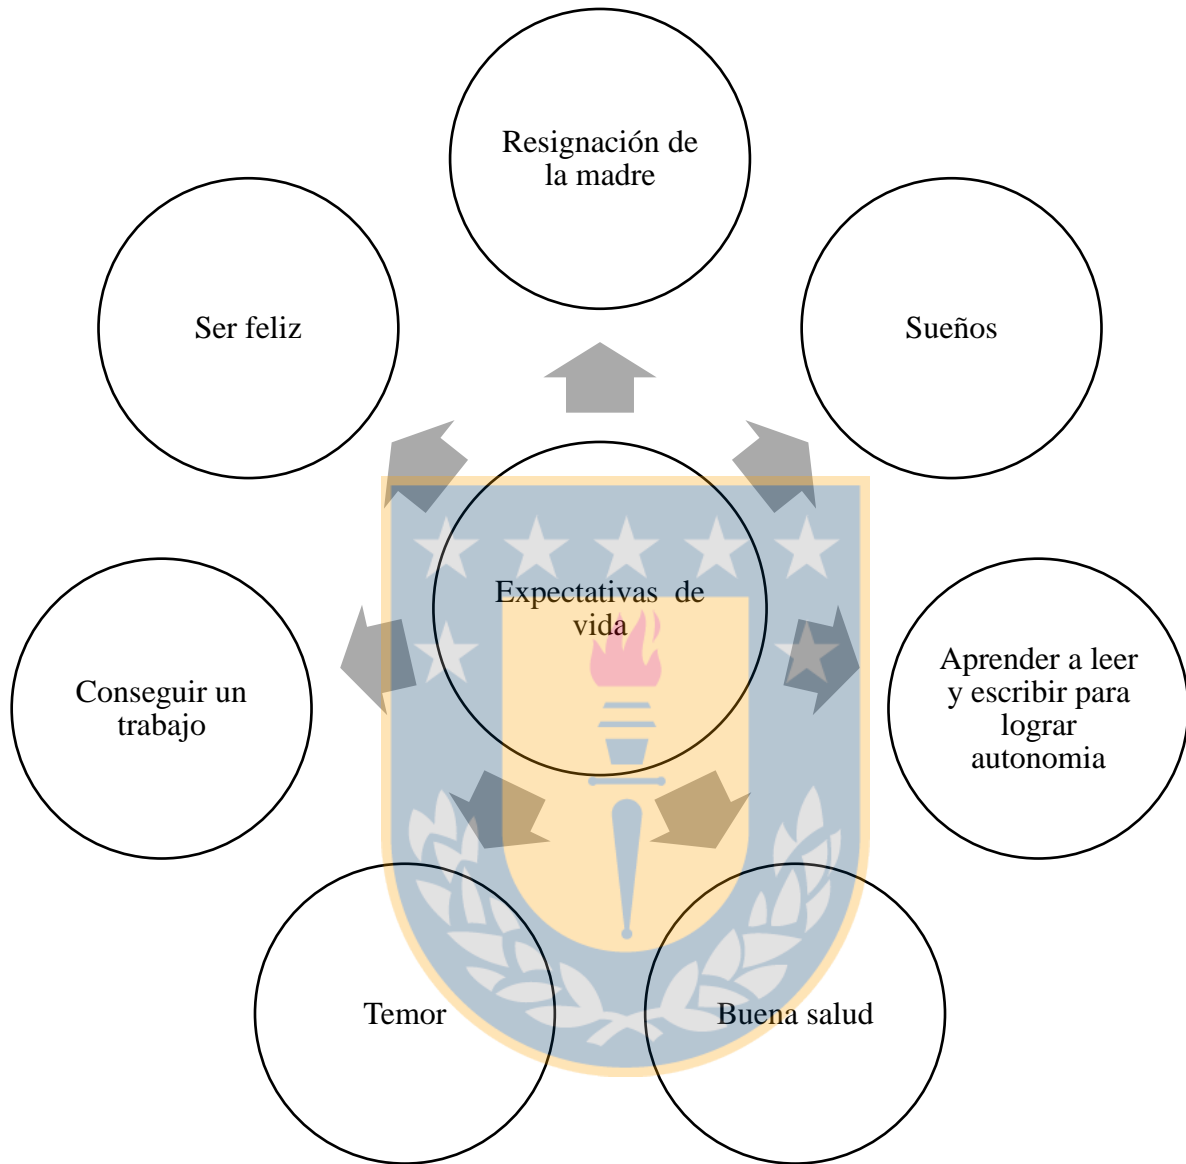 Resignación de
la madre
Ser feliz
Sueños
Expectativas de
vida
Conseguir un
trabajo
Aprender a leer
y escribir para
lograr
autonomia
Temor
Buena salud